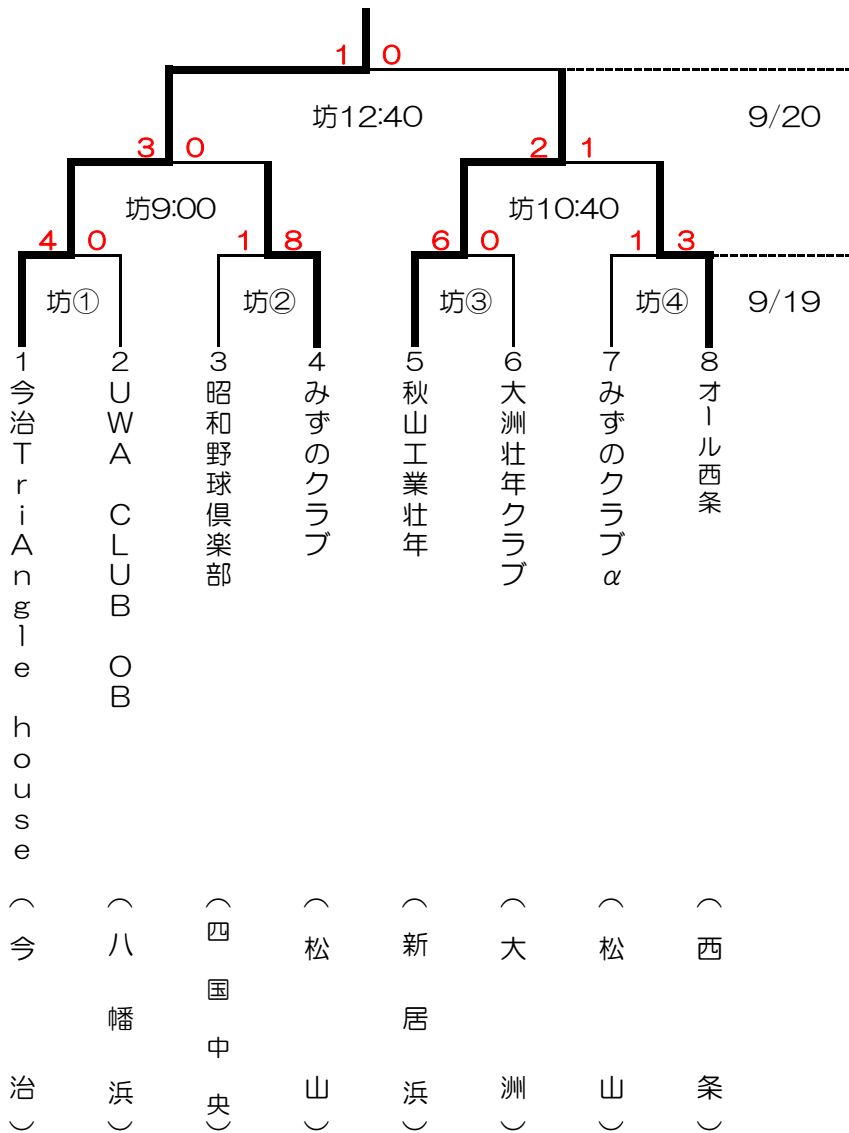 1 0
坊12:40 9/20
3 0 2 1
坊9:00 坊10:40
4 0 1 8 6 0 1 3
坊① 坊② 坊③ 坊④ 9/19
1 今治TriAngle house (今治)
2 UWA CLUB OB (八幡浜)
3 昭和野球倶楽部 (四国中央)
4 みずのクラブ (松山)
5 秋山工業壮年 (新居浜)
6 大洲壮年クラブ (大洲)
7 みずのクラブα (松山)
8 オール西条 (西条)